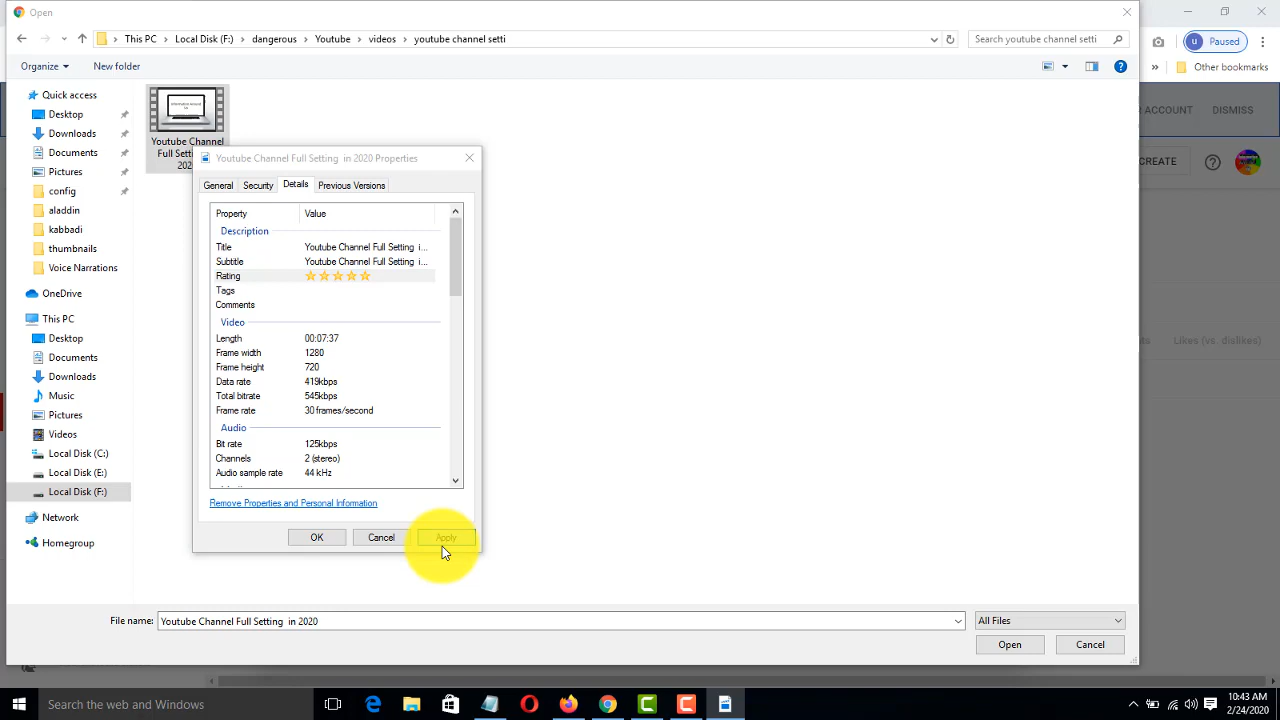 Open
This PC > Local Disk (F:) > dangerous > Youtube > videos > youtube channel setti
Search youtube channel setti
u Paused
Organize
New folder
» Other bookmarks
ACCOUNT DISMISS
CREATE
Quick access
Desktop
Downloads
Documents
Pictures
config
aladdin
kabbadi
thumbnails
Voice Narrations
OneDrive
This PC
Desktop
Documents
Downloads
Music
Pictures
Videos
Local Disk (C:)
Local Disk (E:)
Local Disk (F:)
Network
Homegroup
Youtube Channel
Full Setti
202
Youtube Channel Full Setting in 2020 Properties
General Security Details Previous Versions
Property Value
Description
Title Youtube Channel Full Setting i...
Subtitle Youtube Channel Full Setting i...
Rating
Tags
Comments
Video
Length 00:07:37
Frame width 1280
Frame height 720
Data rate 419kbps
Total bitrate 545kbps
Frame rate 30 frames/second
Audio
Bit rate 125kbps
Channels 2 (stereo)
Audio sample rate 44 kHz
Remove Properties and Personal Information
OK Cancel Apply
Likes (vs. dislikes)
File name: Youtube Channel Full Setting in 2020
All Files
Open Cancel
Search the web and Windows
10:43 AM
2/24/2020